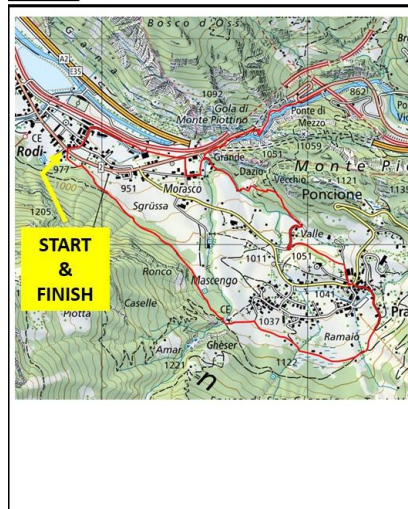 Bosco d'Oss
A2
E35
1092
Gola di
Monte Piottino
Ponte di
Mezzo
862
CE
Rodi-
977
1000
951
Grande
1051
1059
Dazio
Vecchio
1121
Monte Pi
Poncione
Morasco
Sgrüssa
1205
START
&
FINISH
Valle
1011
1051
Ronco
Mascengo
1041
Caselle
Piotta
CE
1037
Pra
Ramaio
Amar
Ghèser
1122
1221
n